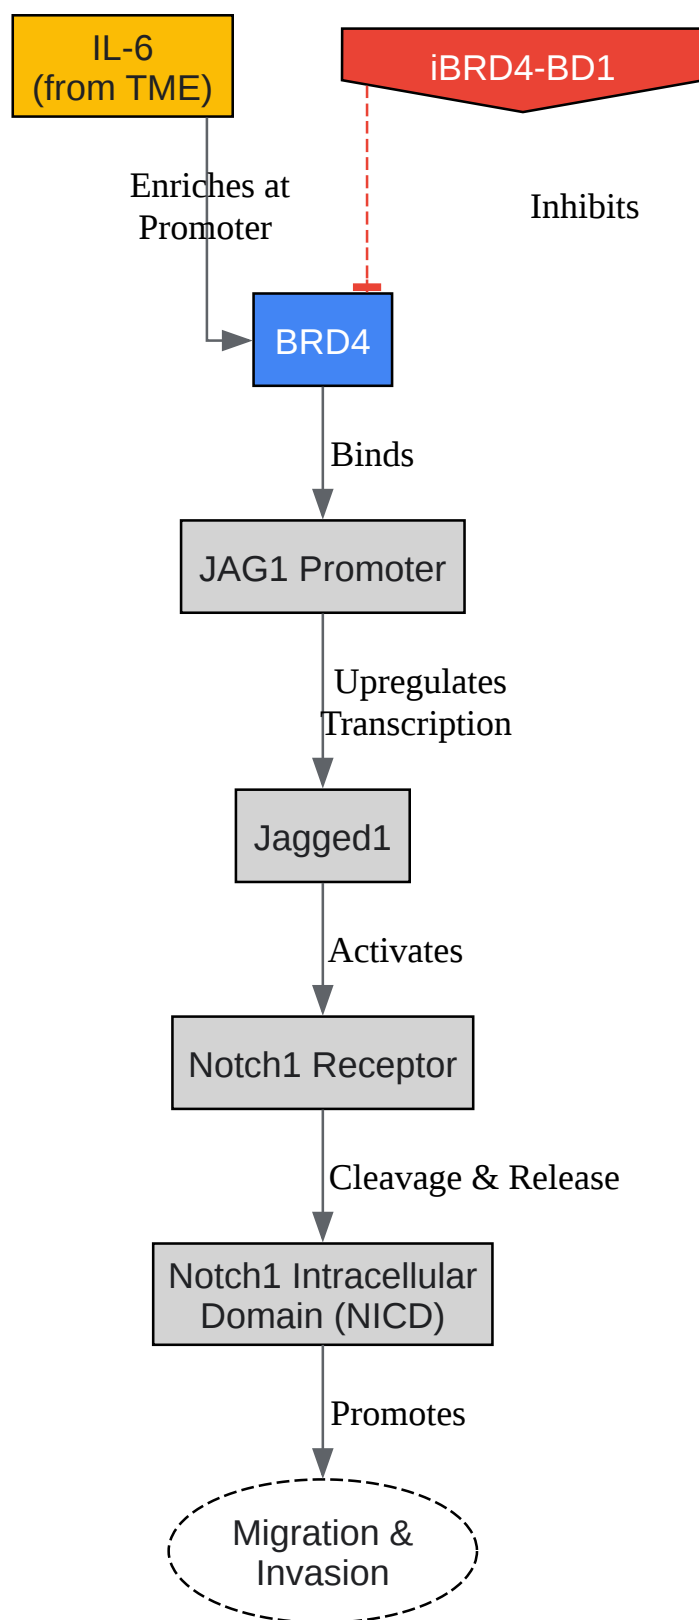 IL-6
(from TME)
iBRD4-BD1
Enriches at
Promoter
Inhibits
BRD4
Binds
JAG1 Promoter
Upregulates
Transcription
Jagged1
Activates
Notch1 Receptor
Cleavage & Release
Notch1 Intracellular
Domain (NICD)
Promotes
Migration &
Invasion